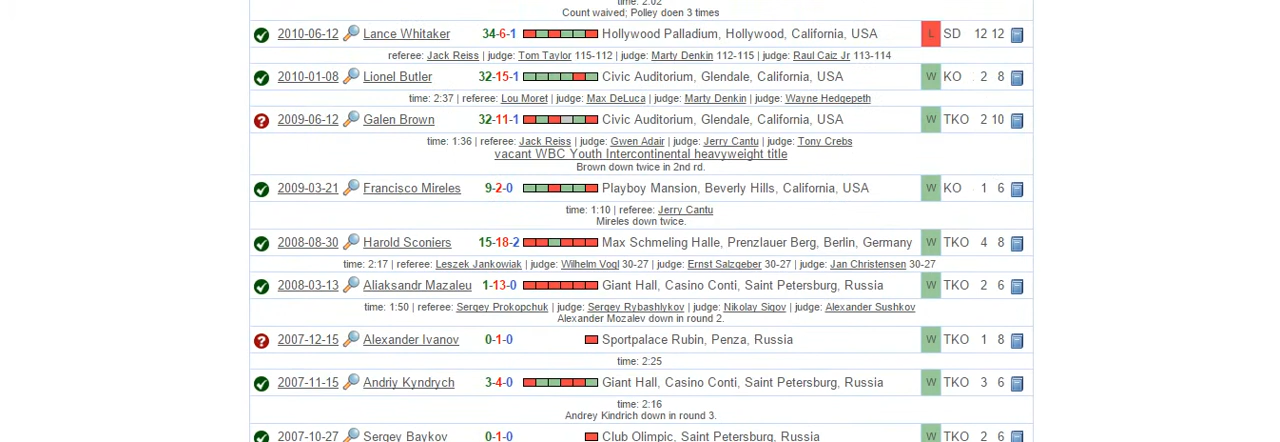 time: 2:02
Count waived; Polley doen 3 times
2010-06-12 Lance Whitaker 34-6-1 Hollywood Palladium, Hollywood, California, USA L SD 12 12
referee: Jack Reiss | judge: Tom Taylor 115-112 | judge: Marty Denkin 112-115 | judge: Raul Caiz Jr 113-114
2010-01-08 Lionel Butler 32-15-1 Civic Auditorium, Glendale, California, USA W KO 2 8
time: 2:37 | referee: Lou Moret | judge: Max DeLuca | judge: Marty Denkin | judge: Wayne Hedgepeth
2009-06-12 Galen Brown 32-11-1 Civic Auditorium, Glendale, California, USA W TKO 2 10
time: 1:36 | referee: Jack Reiss | judge: Gwen Adair | judge: Jerry Cantu | judge: Tony Crebs
vacant WBC Youth Intercontinental heavyweight title
Brown down twice in 2nd rd.
2009-03-21 Francisco Mireles 9-2-0 Playboy Mansion, Beverly Hills, California, USA W KO 1 6
time: 1:10 | referee: Jerry Cantu
Mireles down twice.
2008-08-30 Harold Sconiers 15-18-2 Max Schmeling Halle, Prenzlauer Berg, Berlin, Germany W TKO 4 8
time: 2:17 | referee: Leszek Jankowiak | judge: Wilhelm Vogl 30-27 | judge: Ernst Salzgeber 30-27 | judge: Jan Christensen 30-27
2008-03-13 Aliaksandr Mazaleu 1-13-0 Giant Hall, Casino Conti, Saint Petersburg, Russia W TKO 2 6
time: 1:50 | referee: Sergey Prokopchuk | judge: Sergey Rybashlykov | judge: Nikolay Sigov | judge: Alexander Sushkov
Alexander Mozalev down in round 2.
2007-12-15 Alexander Ivanov 0-1-0 Sportpalace Rubin, Penza, Russia W TKO 1 8
time: 2:25
2007-11-15 Andriy Kyndrych 3-4-0 Giant Hall, Casino Conti, Saint Petersburg, Russia W TKO 3 6
time: 2:16
Andrey Kindrich down in round 3.
2007-10-27 Sergey Baykov 0-1-0 Club Olimpic, Saint Petersburg, Russia W TKO 2 6